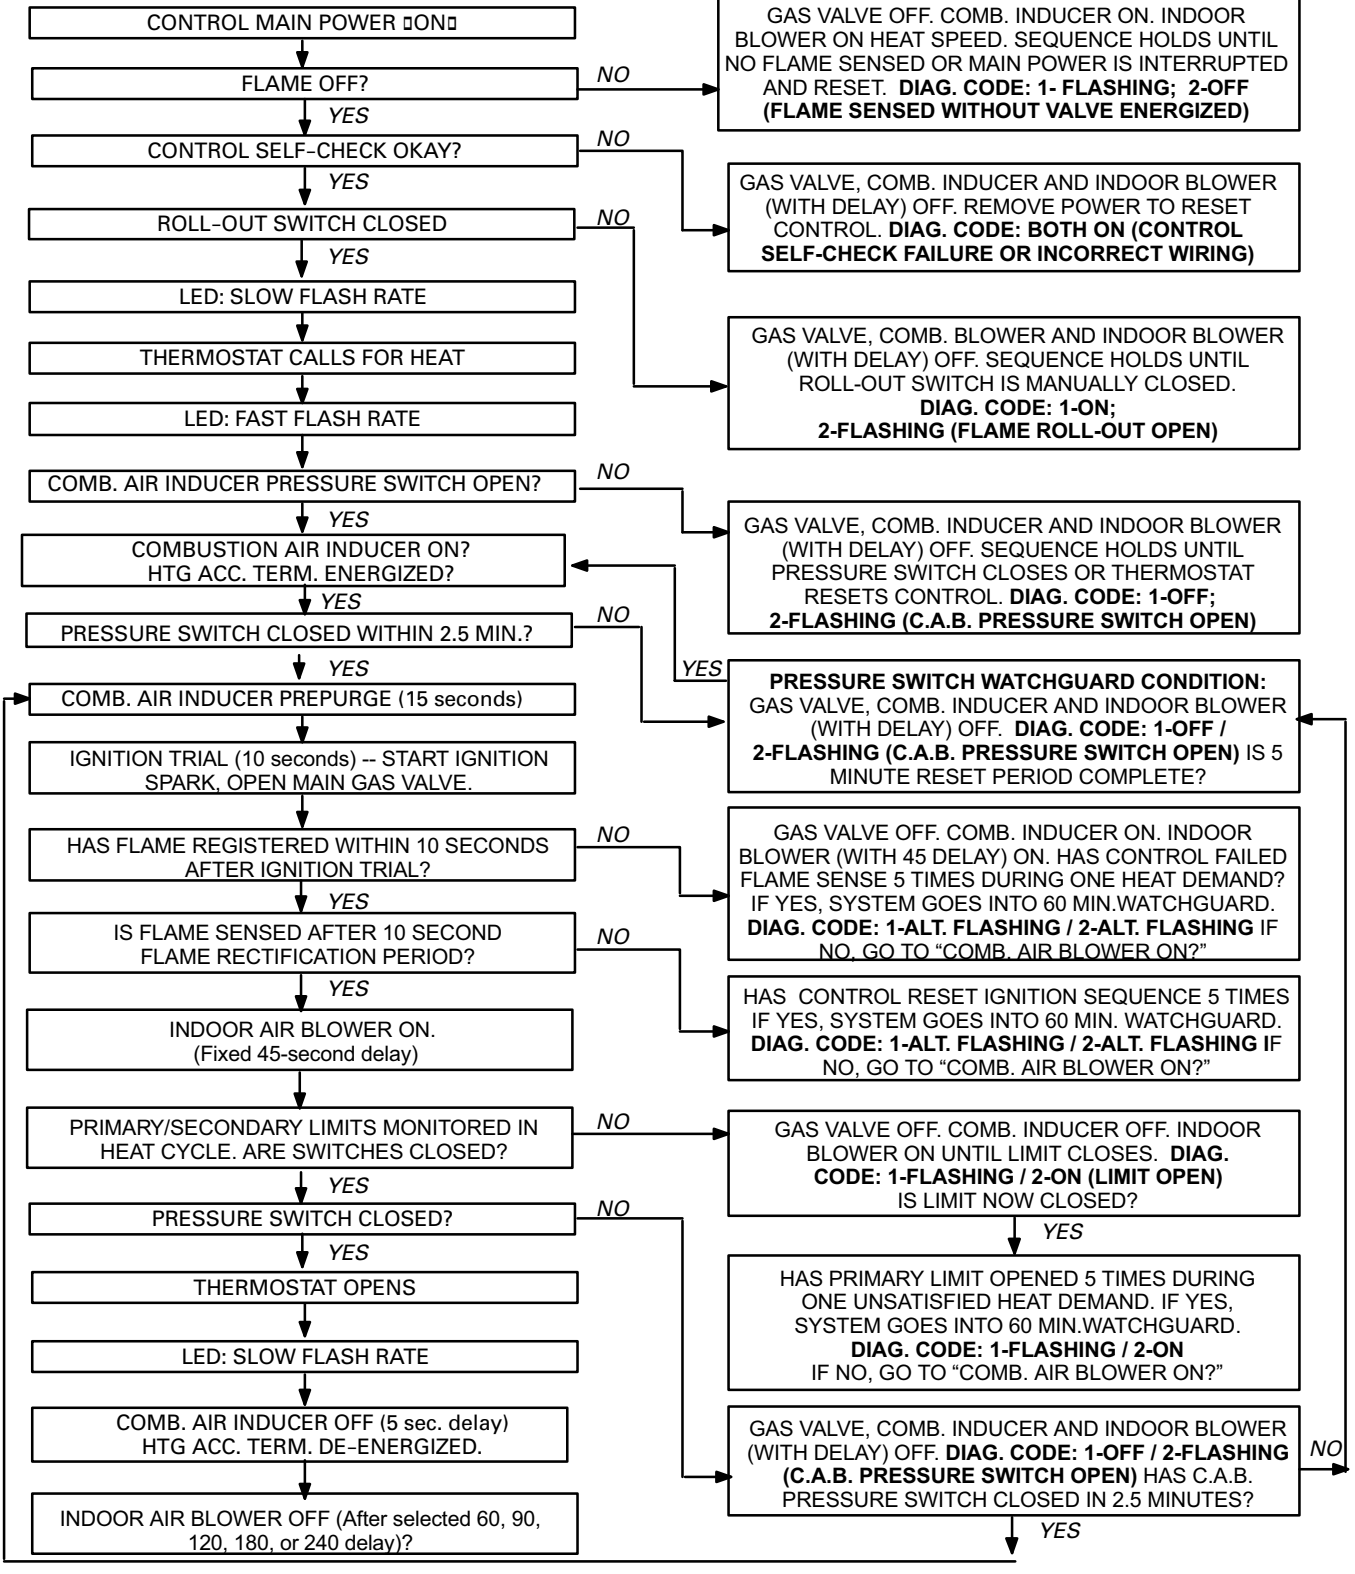 CONTROL MAIN POWER ▯ON▯
FLAME OFF?
NO
GAS VALVE OFF. COMB. INDUCER ON. INDOOR
BLOWER ON HEAT SPEED. SEQUENCE HOLDS UNTIL
NO FLAME SENSED OR MAIN POWER IS INTERRUPTED
AND RESET. DIAG. CODE: 1- FLASHING; 2-OFF
(FLAME SENSED WITHOUT VALVE ENERGIZED)
YES
CONTROL SELF-CHECK OKAY?
NO
GAS VALVE, COMB. INDUCER AND INDOOR BLOWER
(WITH DELAY) OFF. REMOVE POWER TO RESET
CONTROL. DIAG. CODE: BOTH ON (CONTROL
SELF-CHECK FAILURE OR INCORRECT WIRING)
YES
ROLL-OUT SWITCH CLOSED
NO
GAS VALVE, COMB. BLOWER AND INDOOR BLOWER
(WITH DELAY) OFF. SEQUENCE HOLDS UNTIL
ROLL-OUT SWITCH IS MANUALLY CLOSED.
DIAG. CODE: 1-ON;
2-FLASHING (FLAME ROLL-OUT OPEN)
YES
LED: SLOW FLASH RATE
THERMOSTAT CALLS FOR HEAT
LED: FAST FLASH RATE
COMB. AIR INDUCER PRESSURE SWITCH OPEN?
NO
GAS VALVE, COMB. INDUCER AND INDOOR BLOWER
(WITH DELAY) OFF. SEQUENCE HOLDS UNTIL
PRESSURE SWITCH CLOSES OR THERMOSTAT
RESETS CONTROL. DIAG. CODE: 1-OFF;
2-FLASHING (C.A.B. PRESSURE SWITCH OPEN)
YES
COMBUSTION AIR INDUCER ON?
HTG ACC. TERM. ENERGIZED?
YES
PRESSURE SWITCH CLOSED WITHIN 2.5 MIN.?
NO
YES
PRESSURE SWITCH WATCHGUARD CONDITION:
GAS VALVE, COMB. INDUCER AND INDOOR BLOWER
(WITH DELAY) OFF. DIAG. CODE: 1-OFF /
2-FLASHING (C.A.B. PRESSURE SWITCH OPEN) IS 5
MINUTE RESET PERIOD COMPLETE?
YES
COMB. AIR INDUCER PREPURGE (15 seconds)
IGNITION TRIAL (10 seconds) -- START IGNITION
SPARK, OPEN MAIN GAS VALVE.
HAS FLAME REGISTERED WITHIN 10 SECONDS
AFTER IGNITION TRIAL?
NO
GAS VALVE OFF. COMB. INDUCER ON. INDOOR
BLOWER (WITH 45 DELAY) ON. HAS CONTROL FAILED
FLAME SENSE 5 TIMES DURING ONE HEAT DEMAND?
IF YES, SYSTEM GOES INTO 60 MIN.WATCHGUARD.
DIAG. CODE: 1-ALT. FLASHING / 2-ALT. FLASHING IF
NO, GO TO “COMB. AIR BLOWER ON?”
YES
IS FLAME SENSED AFTER 10 SECOND
FLAME RECTIFICATION PERIOD?
NO
HAS CONTROL RESET IGNITION SEQUENCE 5 TIMES
IF YES, SYSTEM GOES INTO 60 MIN. WATCHGUARD.
DIAG. CODE: 1-ALT. FLASHING / 2-ALT. FLASHING IF
NO, GO TO “COMB. AIR BLOWER ON?”
YES
INDOOR AIR BLOWER ON.
(Fixed 45-second delay)
PRIMARY/SECONDARY LIMITS MONITORED IN
HEAT CYCLE. ARE SWITCHES CLOSED?
NO
GAS VALVE OFF. COMB. INDUCER OFF. INDOOR
BLOWER ON UNTIL LIMIT CLOSES. DIAG.
CODE: 1-FLASHING / 2-ON (LIMIT OPEN)
IS LIMIT NOW CLOSED?
YES
HAS PRIMARY LIMIT OPENED 5 TIMES DURING
ONE UNSATISFIED HEAT DEMAND. IF YES,
SYSTEM GOES INTO 60 MIN.WATCHGUARD.
DIAG. CODE: 1-FLASHING / 2-ON
IF NO, GO TO “COMB. AIR BLOWER ON?”
YES
PRESSURE SWITCH CLOSED?
NO
GAS VALVE, COMB. INDUCER AND INDOOR BLOWER
(WITH DELAY) OFF. DIAG. CODE: 1-OFF / 2-FLASHING
(C.A.B. PRESSURE SWITCH OPEN) HAS C.A.B.
PRESSURE SWITCH CLOSED IN 2.5 MINUTES?
NO
YES
YES
THERMOSTAT OPENS
LED: SLOW FLASH RATE
COMB. AIR INDUCER OFF (5 sec. delay)
HTG ACC. TERM. DE-ENERGIZED.
INDOOR AIR BLOWER OFF (After selected 60, 90,
120, 180, or 240 delay)?